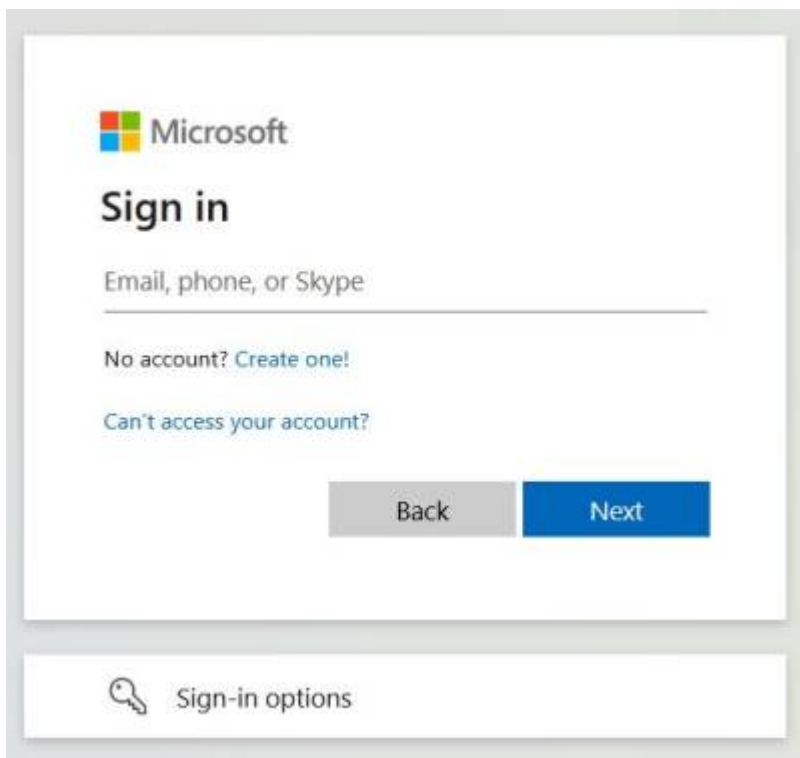 Microsoft
Sign in
Email, phone, or Skype
No account? Create one!
Can't access your account?
Back Next
Sign-in options